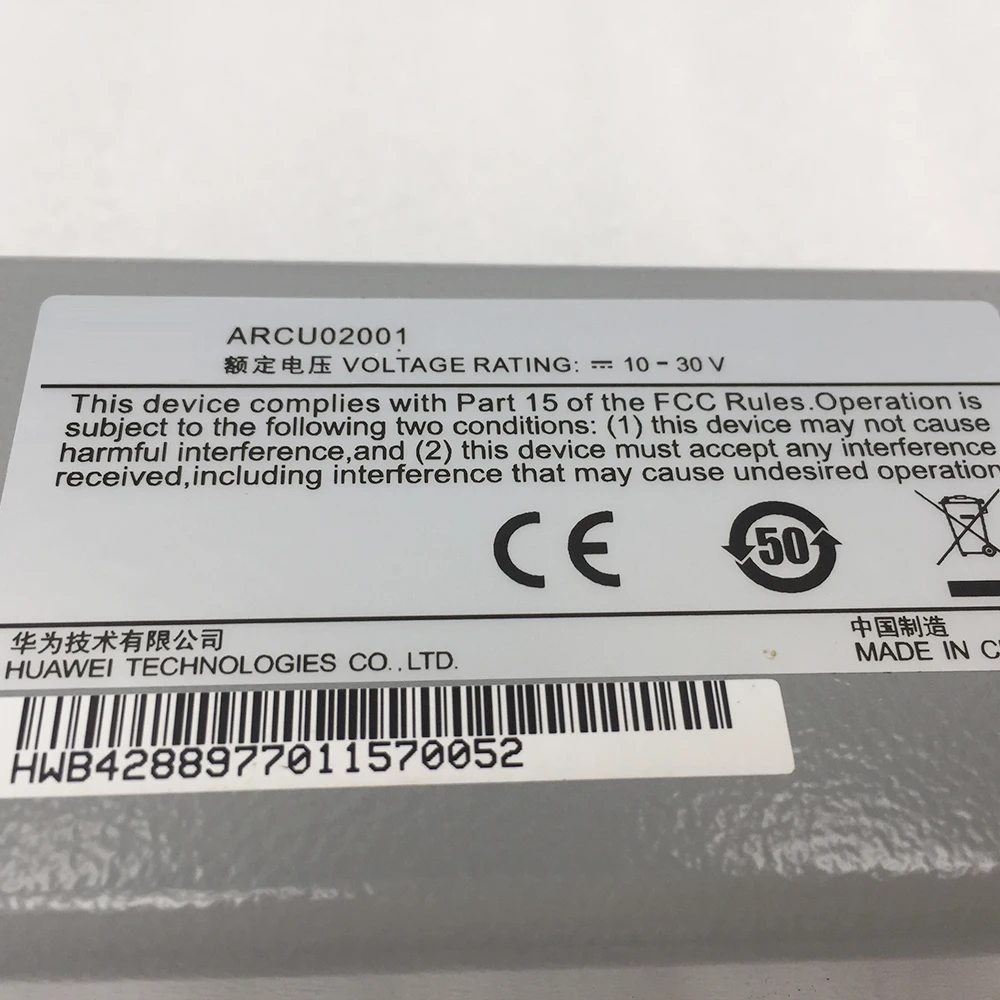 ARCU02001
额定电压 VOLTAGE RATING: ⎓ 10 - 30 V
This device complies with Part 15 of the FCC Rules.Operation is
subject to the following two conditions: (1) this device may not cause
harmful interference,and (2) this device must accept any interference
received,including interference that may cause undesired operation
CE
50
华为技术有限公司
HUAWEI TECHNOLOGIES CO.,LTD.
中国制造
MADE IN C
HWB4288977011570052